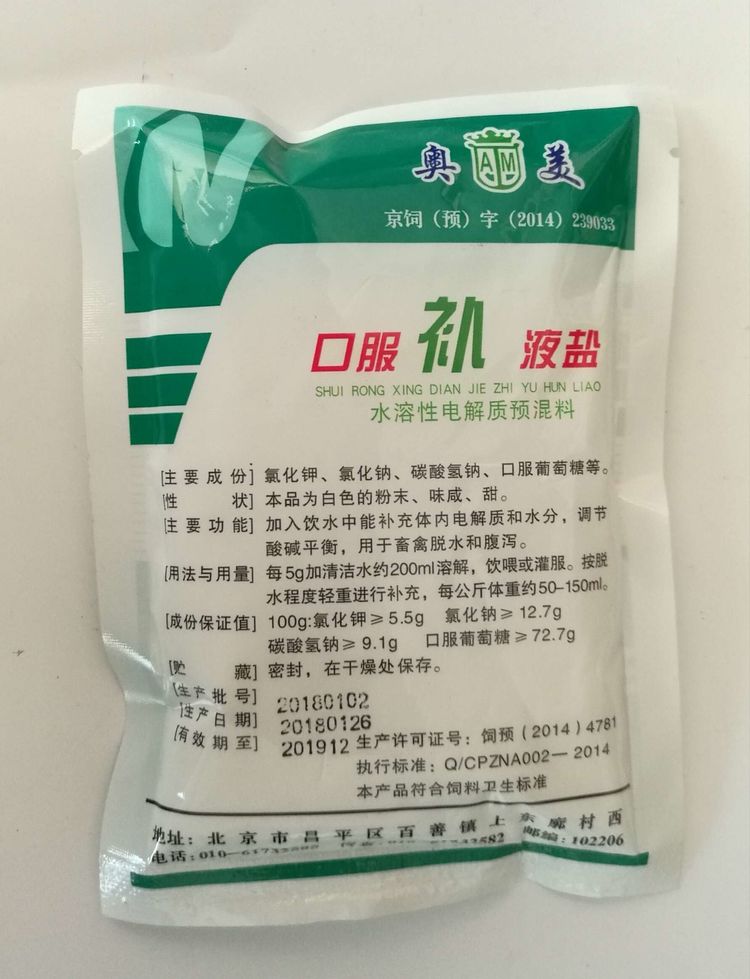 奥 ATM 美
京饲（预）字（2014）239033
口服 补 液盐
SHUI RONG XING DIAN JIE ZHI YU HUN LIAO
水溶性电解质预混料
[主要成份] 氯化钾、氯化钠、碳酸氢钠、口服葡萄糖等。
[性 状] 本品为白色的粉末、味咸、甜。
[主要功能] 加入饮水中能补充体内电解质和水分，调节
酸碱平衡，用于畜禽脱水和腹泻。
[用法与用量] 每5g加清洁水约200ml溶解，饮喂或灌服。按脱
水程度轻重进行补充，每公斤体重约50-150ml。
[成份保证值] 100g:氯化钾≥5.5g 氯化钠≥12.7g
碳酸氢钠≥9.1g 口服葡萄糖≥72.7g
[贮 藏] 密封，在干燥处保存。
[生产批号] 20180102
[生产日期] 20180126
[有效期至] 201912 生产许可证号：饲预（2014）4781
执行标准：Q/CPZNA002—2014
本产品符合饲料卫生标准
地址：北京市昌平区百善镇上东廓村西
电话:010- 邮编:102206